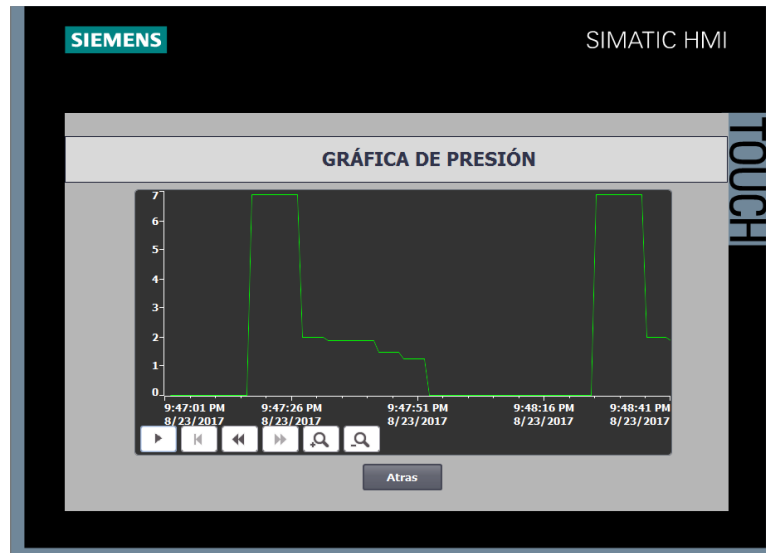 SIEMENS
SIMATIC HMI
TOUCH
GRÁFICA DE PRESIÓN
7
6
5
4
3
2
1
0
9:47:01 PM 9:47:26 PM 9:47:51 PM 9:48:16 PM 9:48:41 PM
8/23/2017 8/23/2017 8/23/2017 8/23/2017 8/23/2017
Atras